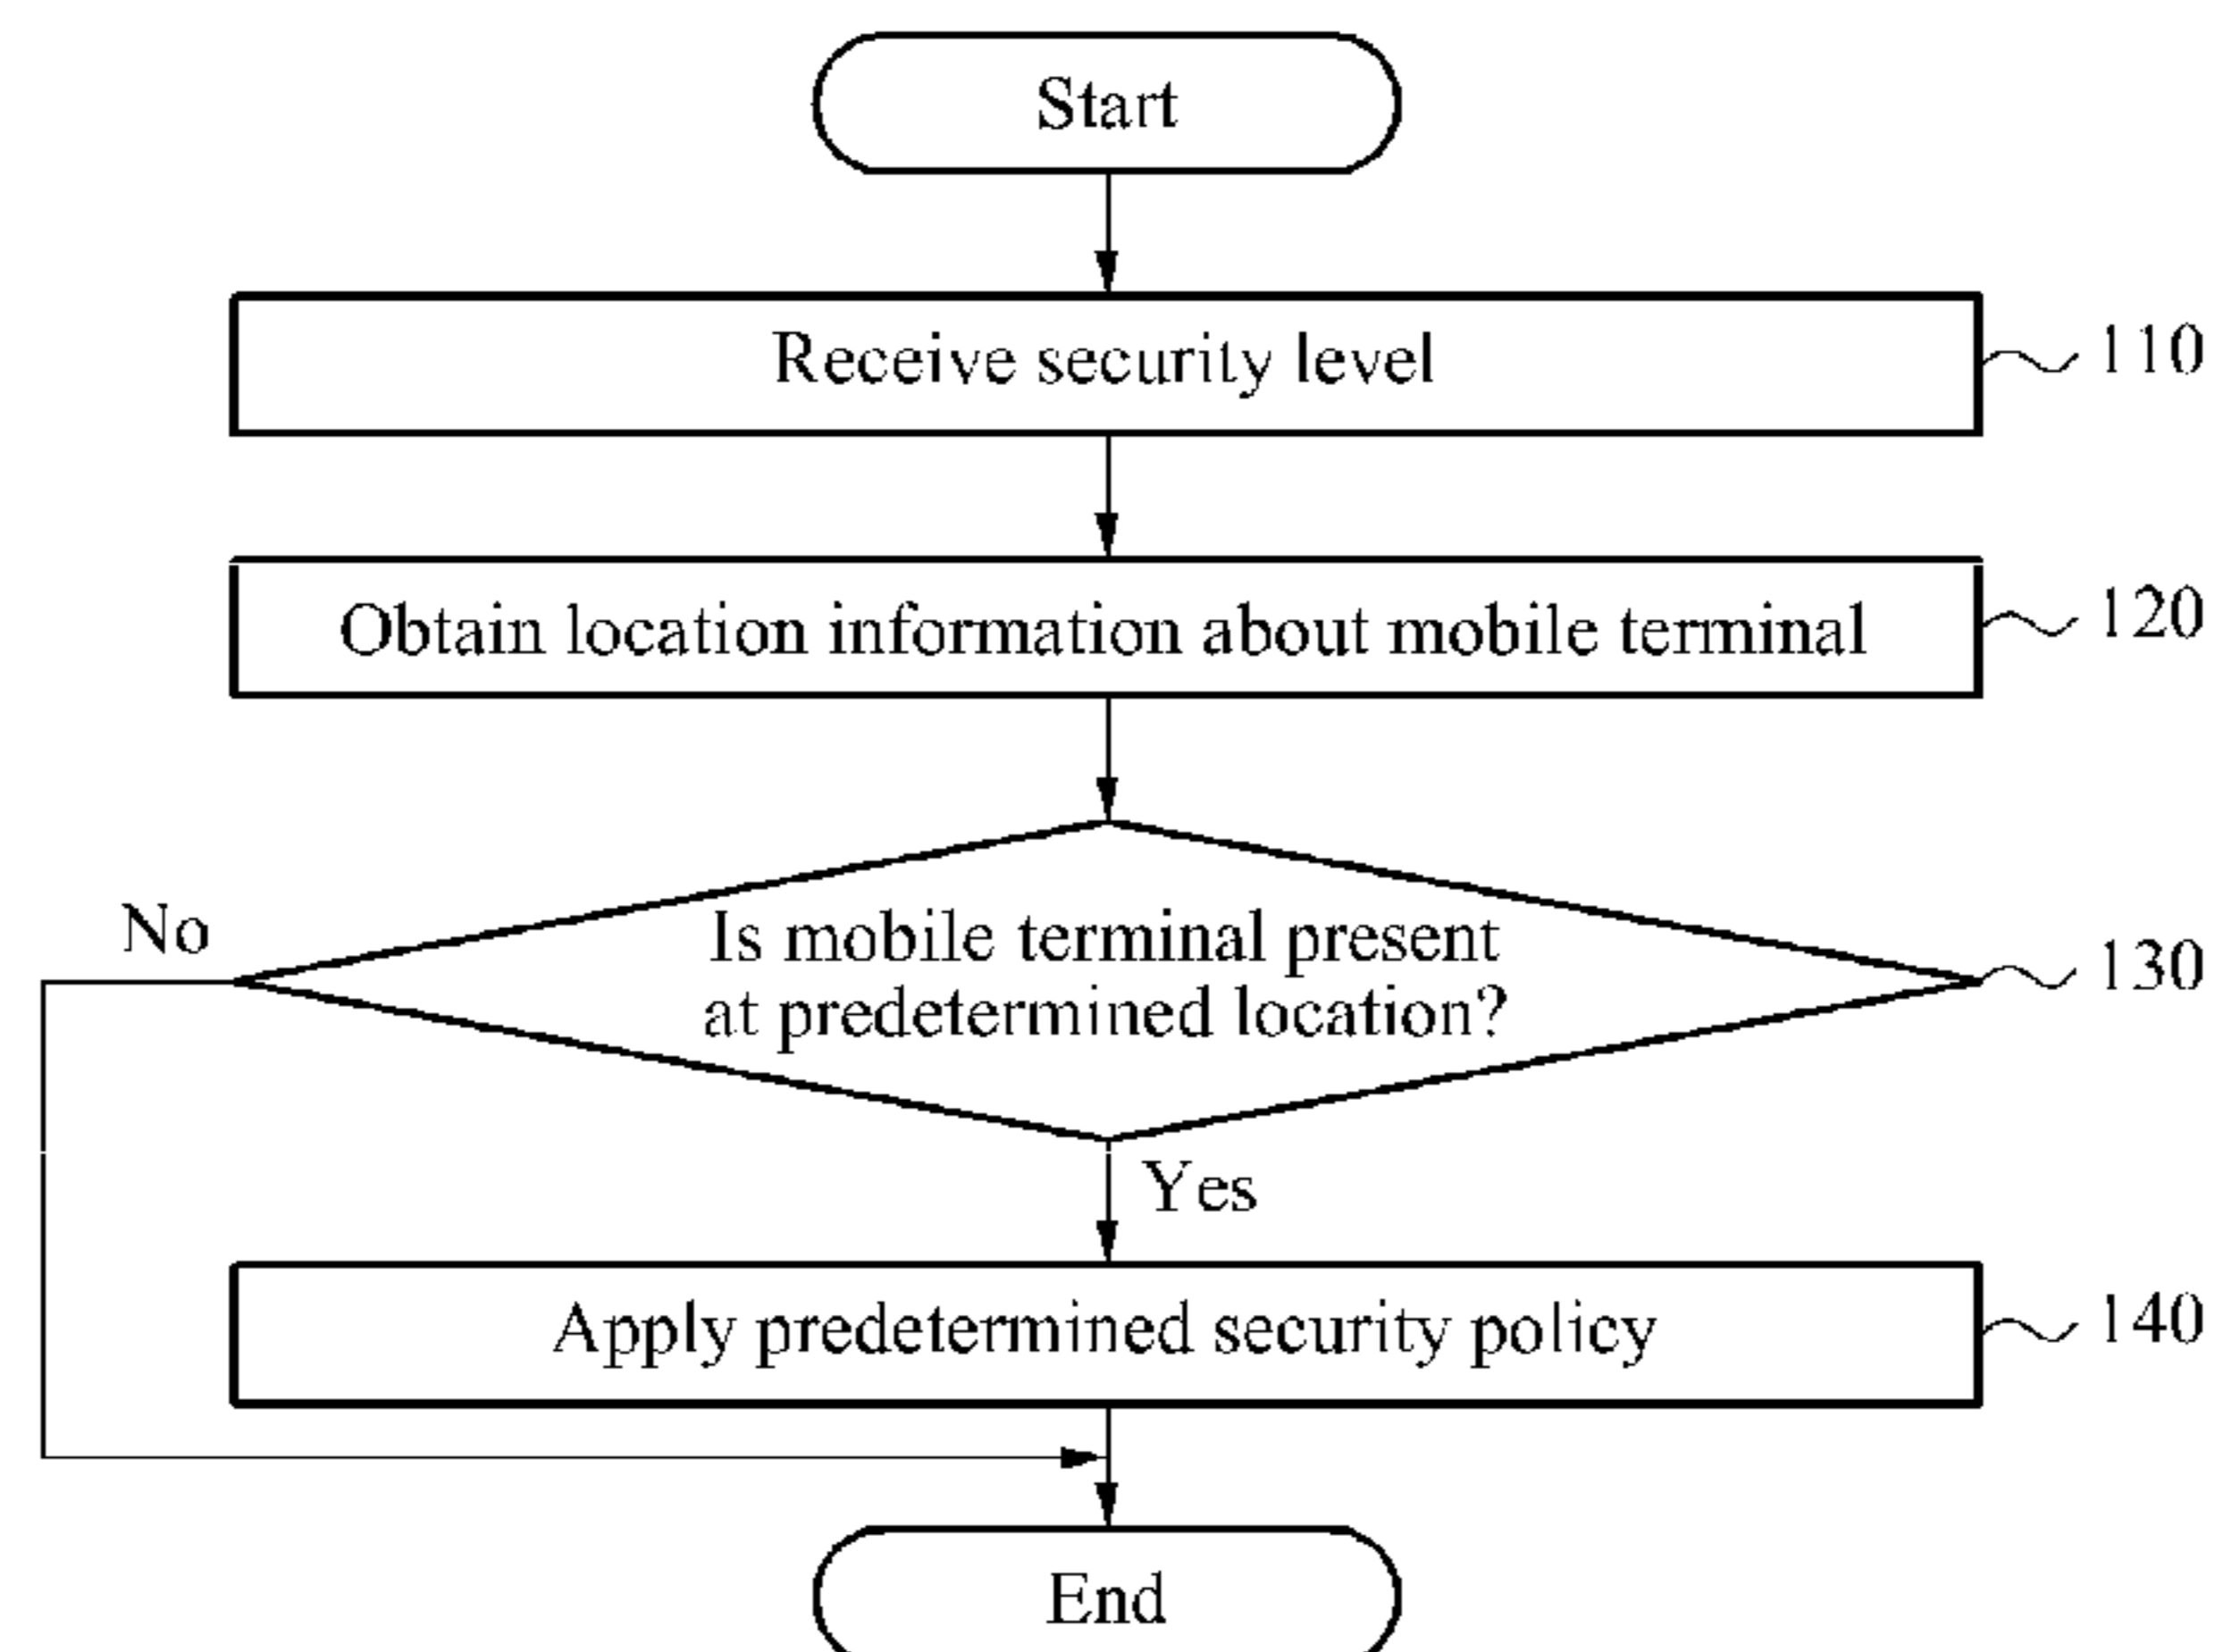 Start
Receive security level
110
Obtain location information about mobile terminal
120
No
Is mobile terminal present
at predetermined location?
130
Yes
Apply predetermined security policy
140
End